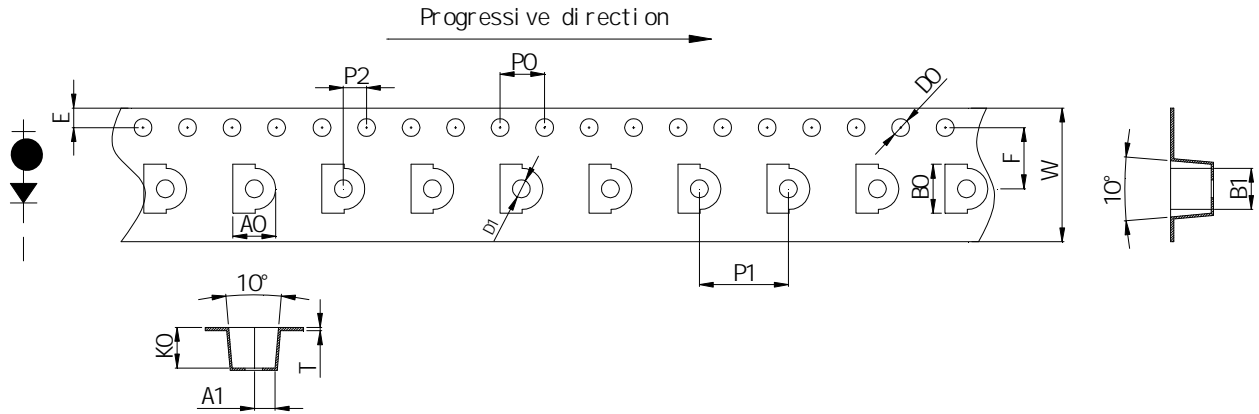 Progressive direction
P2
P0
D0
E
F
W
B0
10°
B1
A0
D1
P1
10°
K0
T
A1